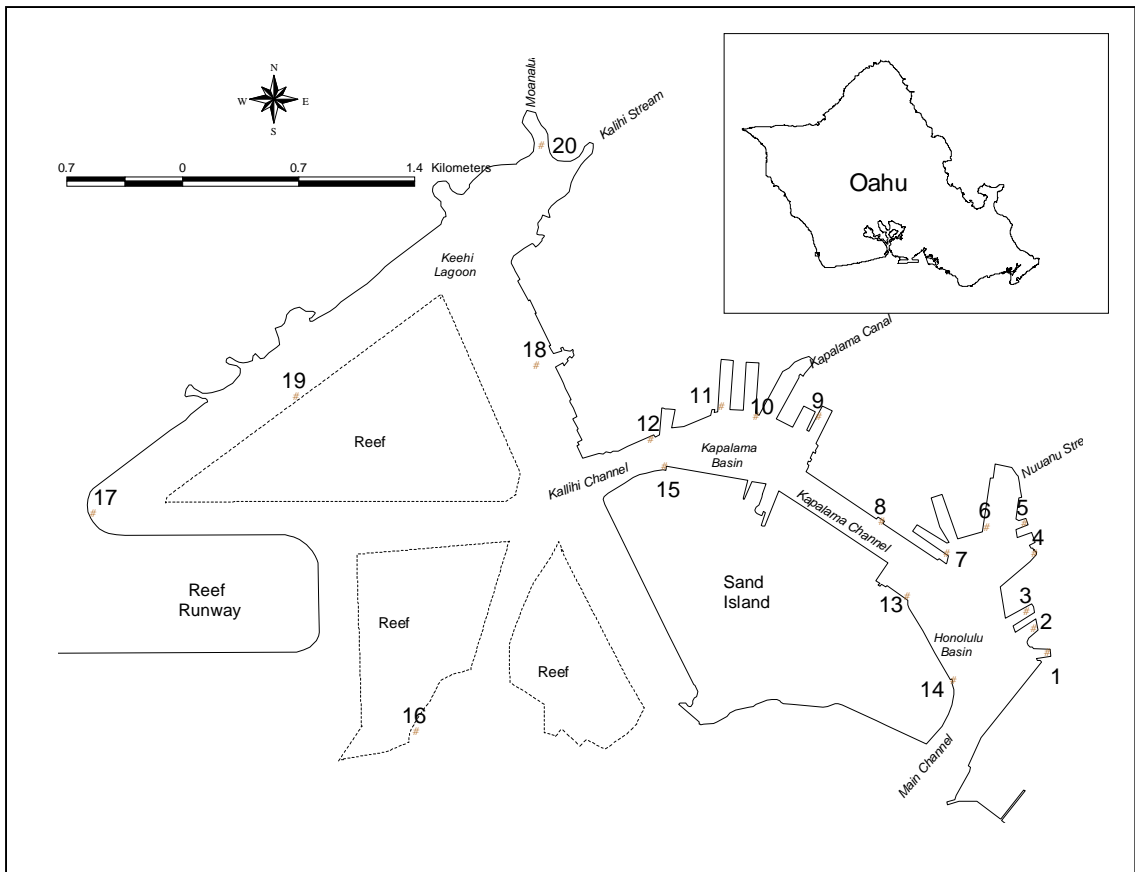 N
W
E
S
0.7 0 0.7 1.4 Kilometers
Moanalu
Kalihi Stream
20
Oahu
Keehi
Lagoon
Kapalama Canal
18
19
11
10
9
12
Reef
Kapalama
Basin
Kallihi Channel
15
Nuuanu Stre
17
Kapalama Channel
8
6
5
4
7
Reef
Runway
Sand
Island
13
3
2
Reef
Honolulu
Basin
1
Reef
14
16
Main Channel